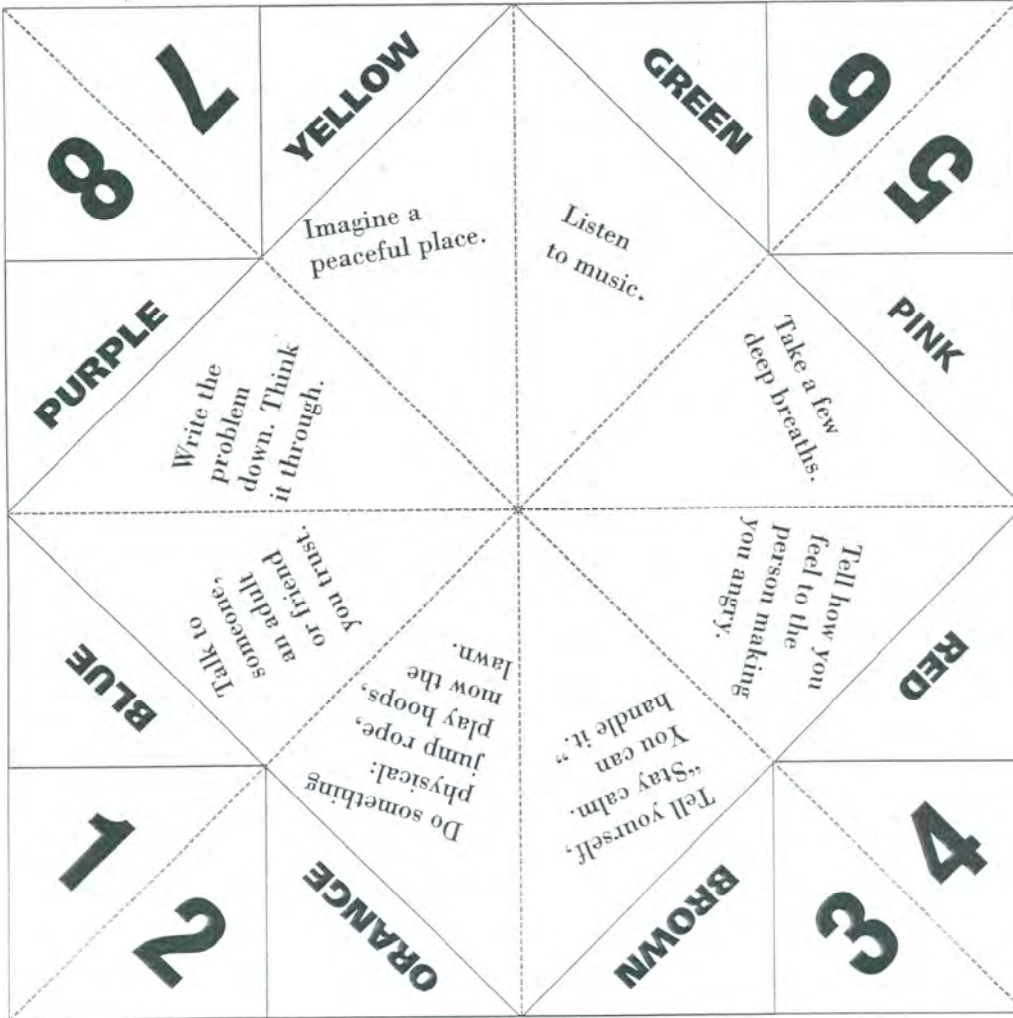 8
7
YELLOW
GREEN
6
5
PURPLE
PINK
Imagine a
peaceful place.
Listen
to music.
Take a few
deep breaths.
Write the
problem
down. Think
it through.
Talk to
someone,
an adult
or friend
you trust.
Do something
physical:
jump rope,
play hoops,
mow the
lawn.
Tell yourself,
“Stay calm.
You can
handle it.”
Tell how you
feel to the
person making
you angry.
BLUE
RED
1
2
ORANGE
BROWN
3
4